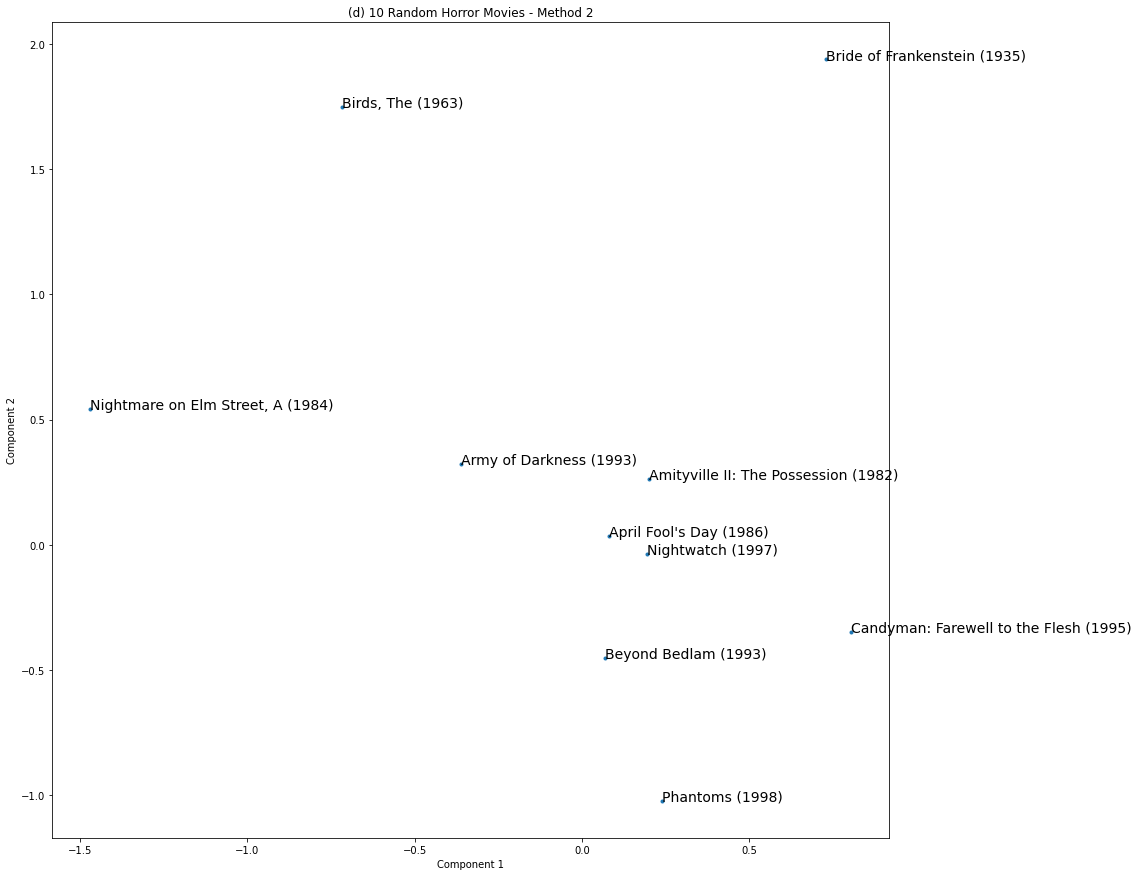 (d) 10 Random Horror Movies - Method 2
2.0
Bride of Frankenstein (1935)
Birds, The (1963)
1.5
1.0
0.5
Nightmare on Elm Street, A (1984)
Component 2
Army of Darkness (1993)
Amityville II: The Possession (1982)
April Fool's Day (1986)
0.0
Nightwatch (1997)
Candyman: Farewell to the Flesh (1995)
−0.5
Beyond Bedlam (1993)
−1.0
Phantoms (1998)
−1.5
−1.0
−0.5
0.0
0.5
Component 1